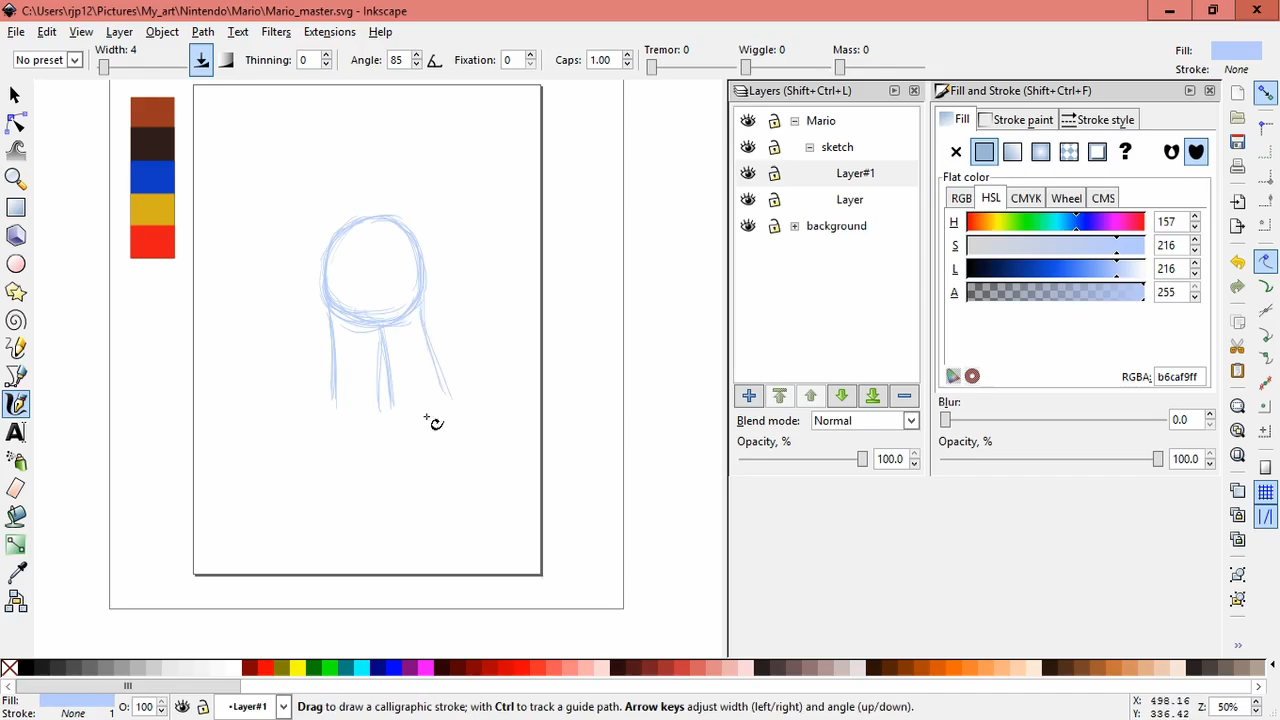 C:\Users\rjp12\Pictures\My_art\Nintendo\Mario\Mario_master.svg - Inkscape
File Edit View Layer Object Path Text Filters Extensions Help
No preset Width: 4 Thinning: 0 Angle: 85 Fixation: 0 Caps: 1.00 Tremor: 0 Wiggle: 0 Mass: 0 Fill:
Stroke: None
Layers (Shift+Ctrl+L)
Mario
sketch
Layer#1
Layer
background
Blend mode: Normal
Opacity, % 100.0
Fill and Stroke (Shift+Ctrl+F)
Fill Stroke paint Stroke style
?
Flat color
RGB HSL CMYK Wheel CMS
H 157
S 216
L 216
A 255
RGBA: b6caf9ff
Blur:
0.0
Opacity, %
100.0
Fill:
Stroke: None 1
O: 100
•Layer#1
Drag to draw a calligraphic stroke; with Ctrl to track a guide path. Arrow keys adjust width (left/right) and angle (up/down).
X: 498.16
Y: 336.42
Z: 50%